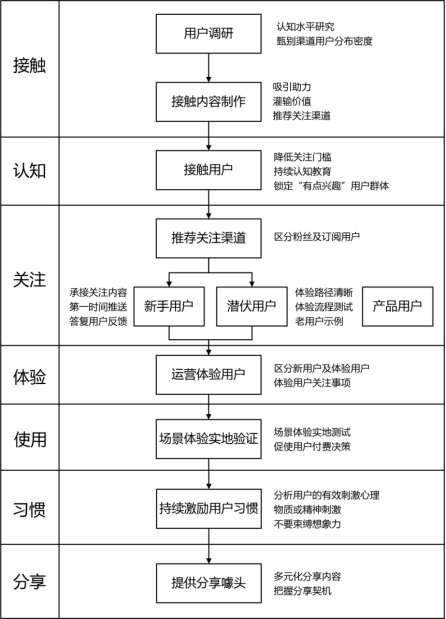 接触
用户调研
认知水平研究
甄别渠道用户分布密度
接触内容制作
吸引助力
灌输价值
推荐关注渠道
认知
接触用户
降低关注门槛
持续认知教育
锁定“有点兴趣”用户群体
关注
推荐关注渠道
区分粉丝及订阅用户
承接关注内容
第一时间推送
答复用户反馈
新手用户
潜伏用户
体验路径清晰
体验流程测试
老用户示例
产品用户
体验
运营体验用户
区分新用户及体验用户
体验用户关注事项
使用
场景体验实地验证
场景体验实地测试
促使用户付费决策
习惯
持续激励用户习惯
分析用户的有效刺激心理
物质或精神刺激
不要束缚想象力
分享
提供分享噱头
多元化分享内容
把握分享契机